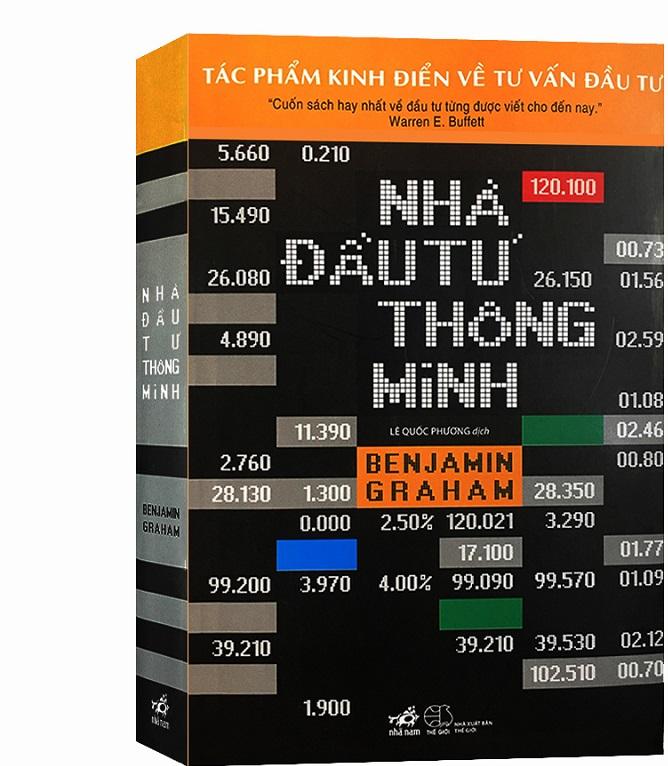 TÁC PHẨM KINH ĐIỂN VỀ TƯ VẤN ĐẦU TƯ
“Cuốn sách hay nhất về đầu tư từng được viết cho đến nay.”
Warren E. Buffett
5.660 0.210
NHÀ 120.100
15.490
ĐẦU TƯ 00.73
26.080 26.150 01.56
THÔNG
4.890 02.59
MINH
01.08
11.390 LÊ QUỐC PHƯƠNG dịch 02.46
2.760 BENJAMIN 00.80
28.130 1.300 GRAHAM 28.350
0.000 2.50% 120.021 3.290
17.100 01.77
99.200 3.970 4.00% 99.090 99.570 01.09
39.210 39.210 39.530 02.12
102.510 00.70
1.900
nhã nam
THẾ GIỚI
NHÀ XUẤT BẢN
THẾ GIỚI
NHÀ
ĐẦU
TƯ
THÔNG
MINH
BENJAMIN
GRAHAM
nhã nam